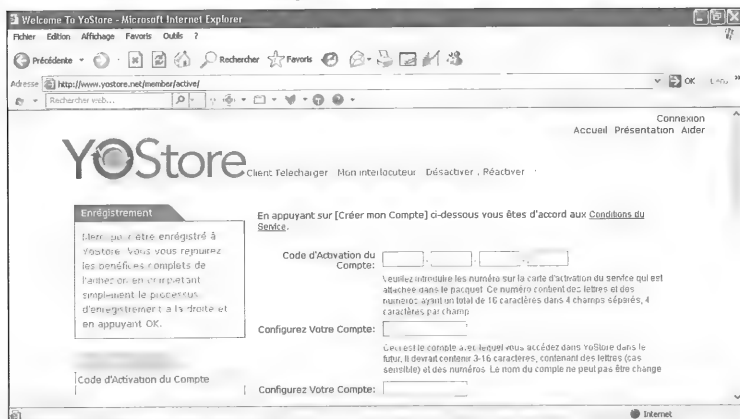 Welcome To YoStore - Microsoft Internet Explorer
Fichier Edition Affichage Favoris Outils ?
Précédente Rechercher Favoris
Adresse http://www.yostore.net/member/active/ OK
Rechercher web...
Connexion
Accueil Présentation Aider
YoStore
Client Telecharger Mon interlocuteur Désactiver , Réactiver
Enrégistrement
Merci pour être enrégistré à
YoStore. Vous vous réjouirez
les bénéfices complets de
l'adhésion en complétant
simplement le processus
d'enregistrement à la droite et
en appuyant OK.
Code d'Activation du Compte
En appuyant sur [Créer mon Compte] ci-dessous vous êtes d'accord aux Conditions du
Service.
Code d'Activation du
Compte:
Veuillez introduire les numéro sur la carte d'activation du service qui est
attachée dans le pacquet. Ce numéro contient des lettres et des
numéros ayant un total de 16 caractères dans 4 champs séparés, 4
caractères par champ
Configurez Votre Compte:
Ceci est le compte avec lequel vous accédez dans YoStore dans le
futur. Il devrait contenir 3-16 caractères, contenant des lettres (cas
sensible) et des numéros. Le nom du compte ne peut pas être change
Configurez Votre Compte:
Internet